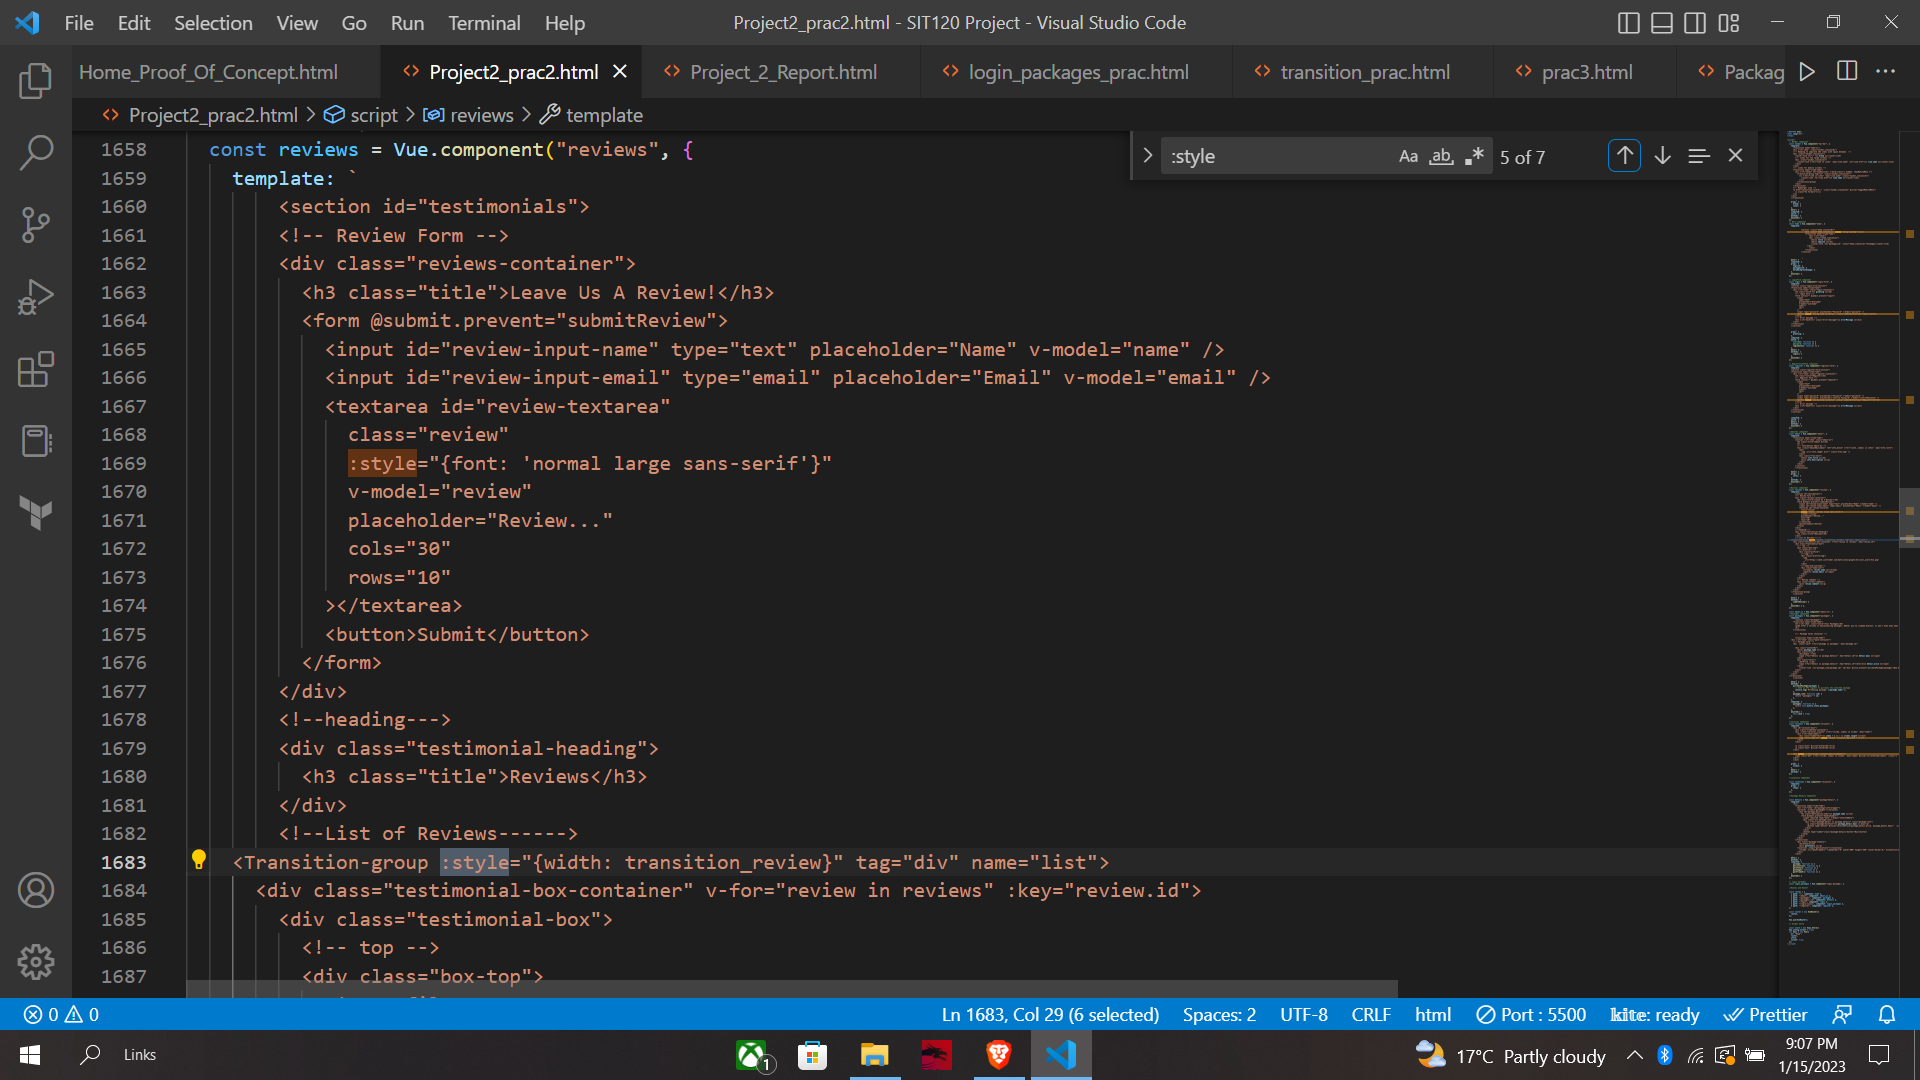 File Edit Selection View Go Run Terminal Help Project2_prac2.html - SIT120 Project - Visual Studio Code
Home_Proof_Of_Concept.html Project2_prac2.html Project_2_Report.html login_packages_prac.html transition_prac.html prac3.html Packag
Project2_prac2.html > script > reviews > template
:style Aa ab 5 of 7
1658 const reviews = Vue.component("reviews", {
1659 template: `
1660 <section id="testimonials">
1661 <!-- Review Form -->
1662 <div class="reviews-container">
1663 <h3 class="title">Leave Us A Review!</h3>
1664 <form @submit.prevent="submitReview">
1665 <input id="review-input-name" type="text" placeholder="Name" v-model="name" />
1666 <input id="review-input-email" type="email" placeholder="Email" v-model="email" />
1667 <textarea id="review-textarea"
1668 class="review"
1669 :style="{font: 'normal large sans-serif'}"
1670 v-model="review"
1671 placeholder="Review..."
1672 cols="30"
1673 rows="10"
1674 ></textarea>
1675 <button>Submit</button>
1676 </form>
1677 </div>
1678 <!--heading--->
1679 <div class="testimonial-heading">
1680 <h3 class="title">Reviews</h3>
1681 </div>
1682 <!--List of Reviews------>
1683 <Transition-group :style="{width: transition_review}" tag="div" name="list">
1684 <div class="testimonial-box-container" v-for="review in reviews" :key="review.id">
1685 <div class="testimonial-box">
1686 <!-- top -->
1687 <div class="box-top">
0 0 Ln 1683, Col 29 (6 selected) Spaces: 2 UTF-8 CRLF html Port : 5500 kite: ready Prettier
Links 1 17°C Partly cloudy 9:07 PM
1/15/2023